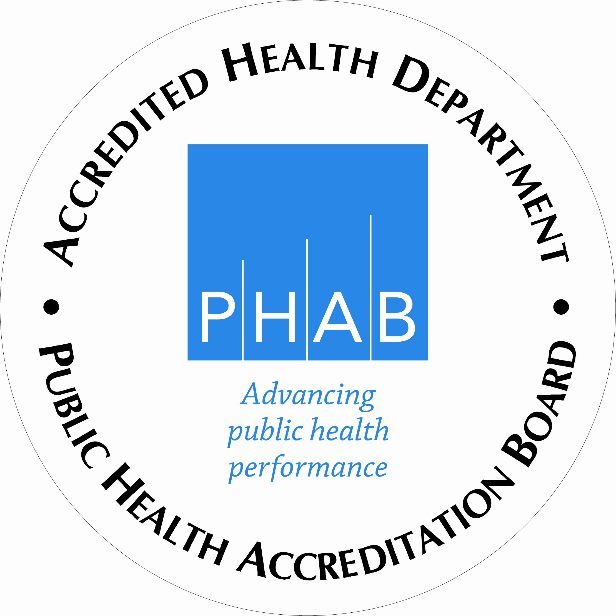 ACCREDITED HEALTH DEPARTMENT
PHAB
Advancing
public health
performance
PUBLIC HEALTH ACCREDITATION BOARD